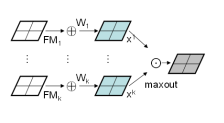 FM₁ W₁ x¹
⋮ ⋮ ⋮
maxout
FMₖ Wₖ xᵏ